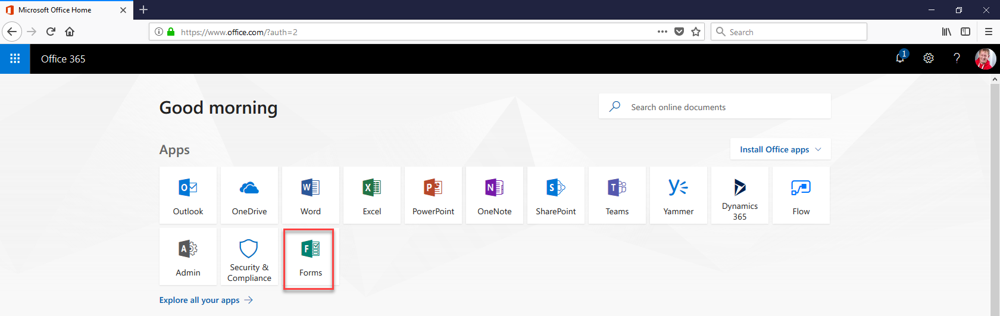 Microsoft Office Home
https://www.office.com/?auth=2
Search
Office 365
1
Good morning
Search online documents
Apps
Install Office apps
Outlook
OneDrive
Word
Excel
PowerPoint
OneNote
SharePoint
Teams
Yammer
Dynamics
365
Flow
Admin
Security &
Compliance
Forms
Explore all your apps